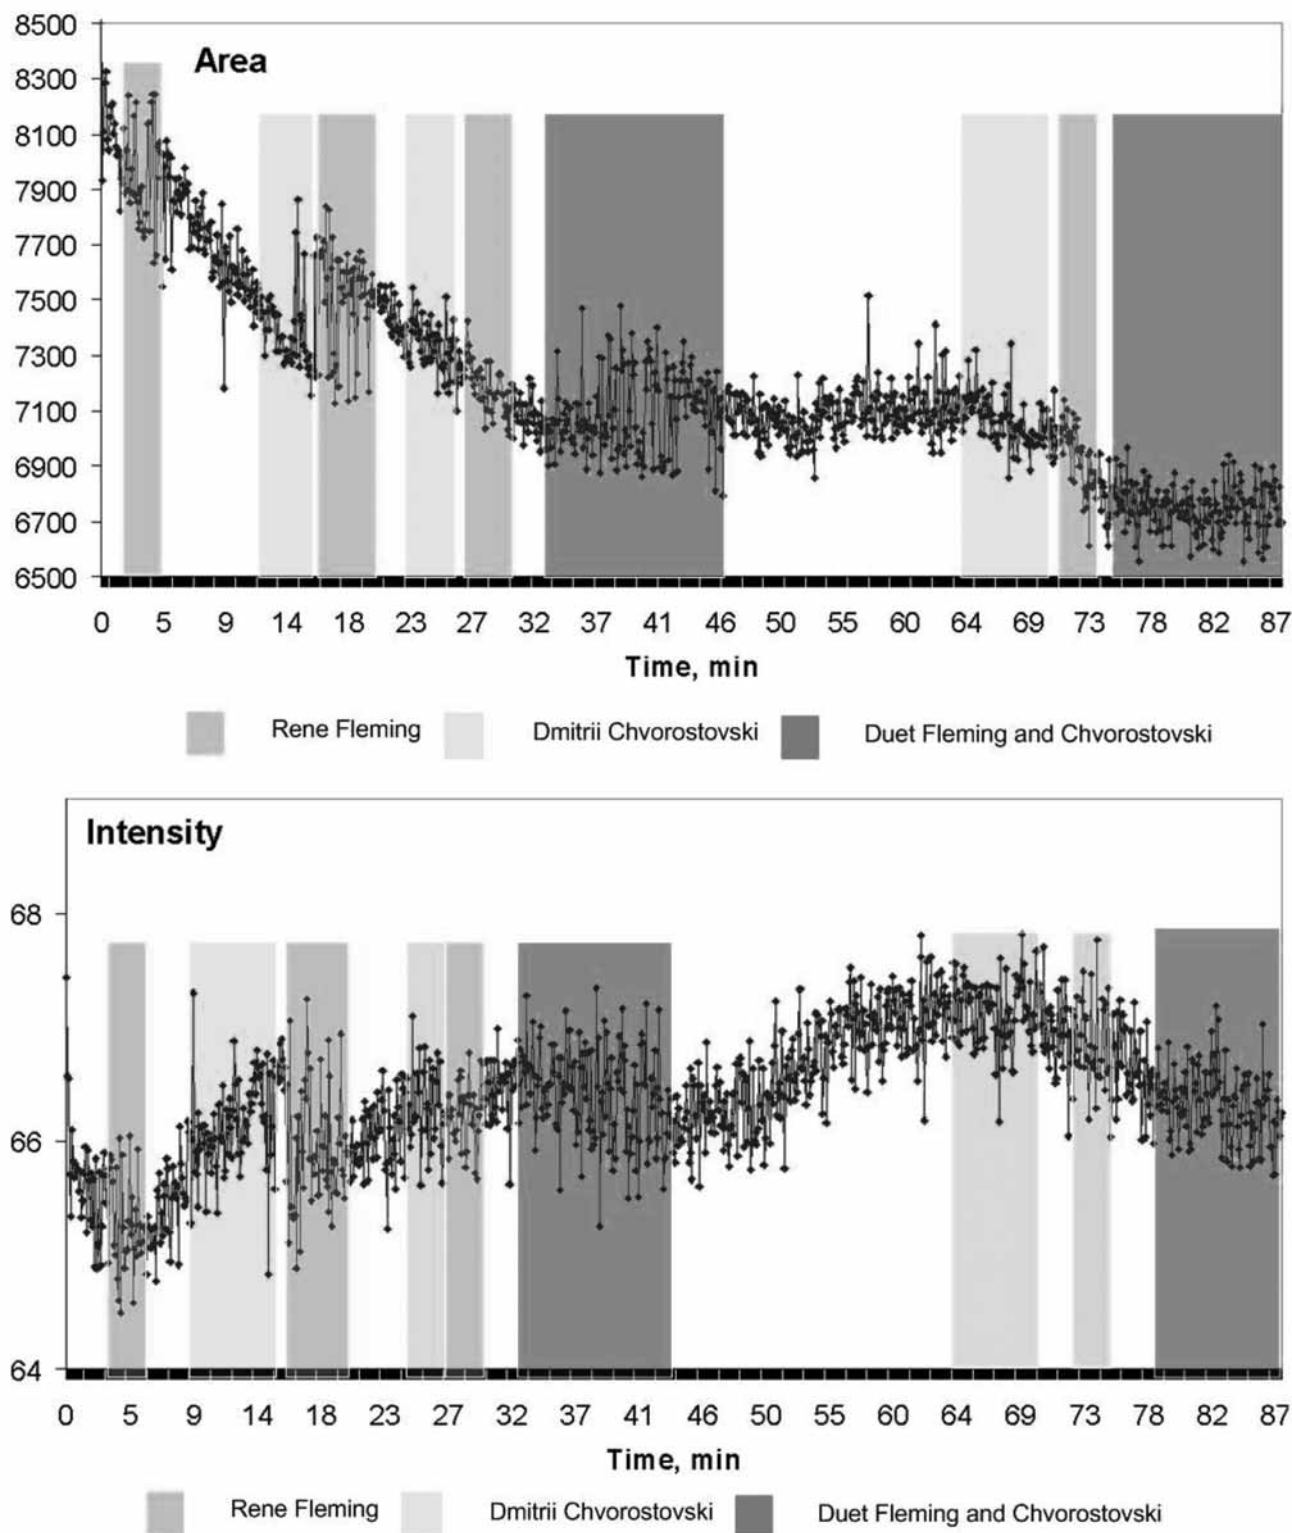 Area
8500
8300
8100
7900
7700
7500
7300
7100
6900
6700
6500
0 5 9 14 18 23 27 32 37 41 46 50 55 60 64 69 73 78 82 87
Time, min
Rene Fleming Dmitrii Chvorostovski Duet Fleming and Chvorostovski
Intensity
68
66
64
0 5 9 14 18 23 27 32 37 41 46 50 55 60 64 69 73 78 82 87
Time, min
Rene Fleming Dmitrii Chvorostovski Duet Fleming and Chvorostovski